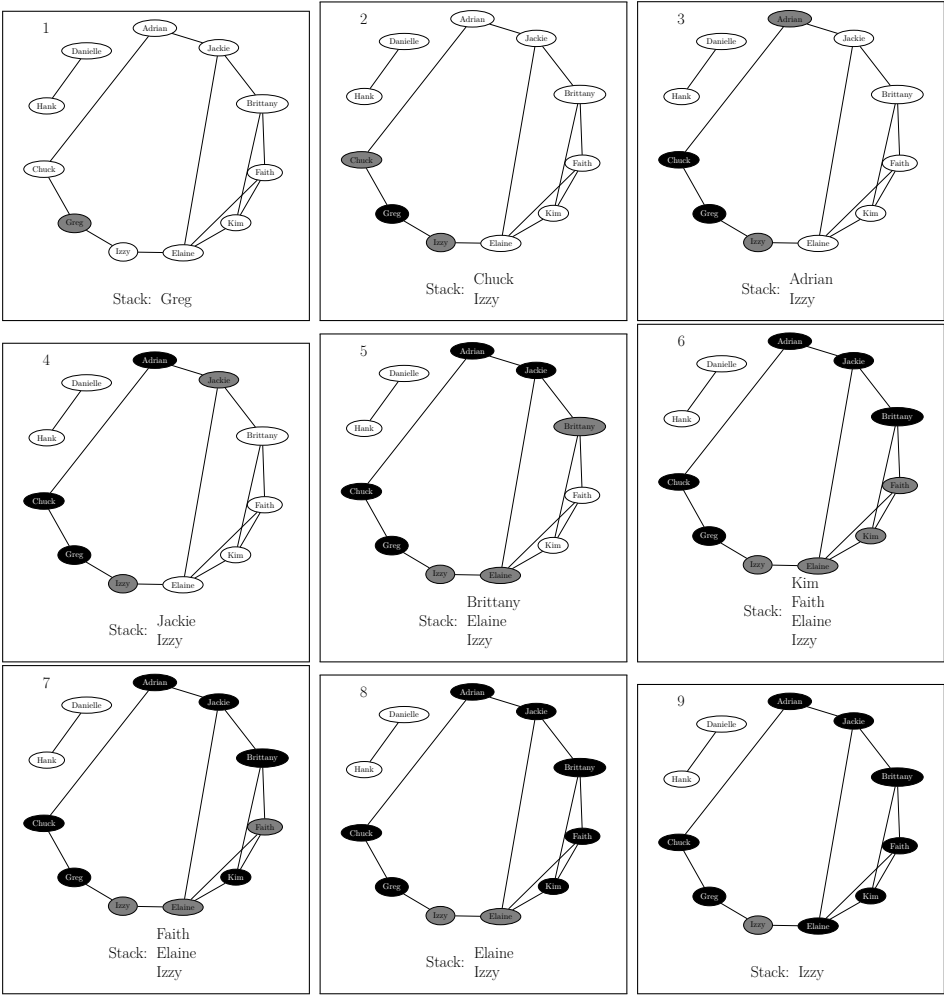 1
Adrian
Jackie
Danielle
Brittany
Hank
Chuck
Faith
Greg
Kim
Izzy
Elaine
Stack: Greg
2
Adrian
Jackie
Danielle
Brittany
Hank
Chuck
Faith
Greg
Kim
Izzy
Elaine
Stack: Chuck
Izzy
3
Adrian
Jackie
Danielle
Brittany
Hank
Chuck
Faith
Greg
Kim
Izzy
Elaine
Stack: Adrian
Izzy
4
Adrian
Jackie
Danielle
Brittany
Hank
Chuck
Faith
Greg
Kim
Izzy
Elaine
Stack: Jackie
Izzy
5
Adrian
Jackie
Danielle
Brittany
Hank
Chuck
Faith
Greg
Kim
Izzy
Elaine
Stack: Brittany
Elaine
Izzy
6
Adrian
Jackie
Danielle
Brittany
Hank
Chuck
Faith
Greg
Kim
Izzy
Elaine
Stack: Kim
Faith
Elaine
Izzy
7
Adrian
Jackie
Danielle
Brittany
Hank
Chuck
Faith
Greg
Kim
Izzy
Elaine
Stack: Faith
Elaine
Izzy
8
Adrian
Jackie
Danielle
Brittany
Hank
Chuck
Faith
Greg
Kim
Izzy
Elaine
Stack: Elaine
Izzy
9
Adrian
Jackie
Danielle
Brittany
Hank
Chuck
Faith
Greg
Kim
Izzy
Elaine
Stack: Izzy